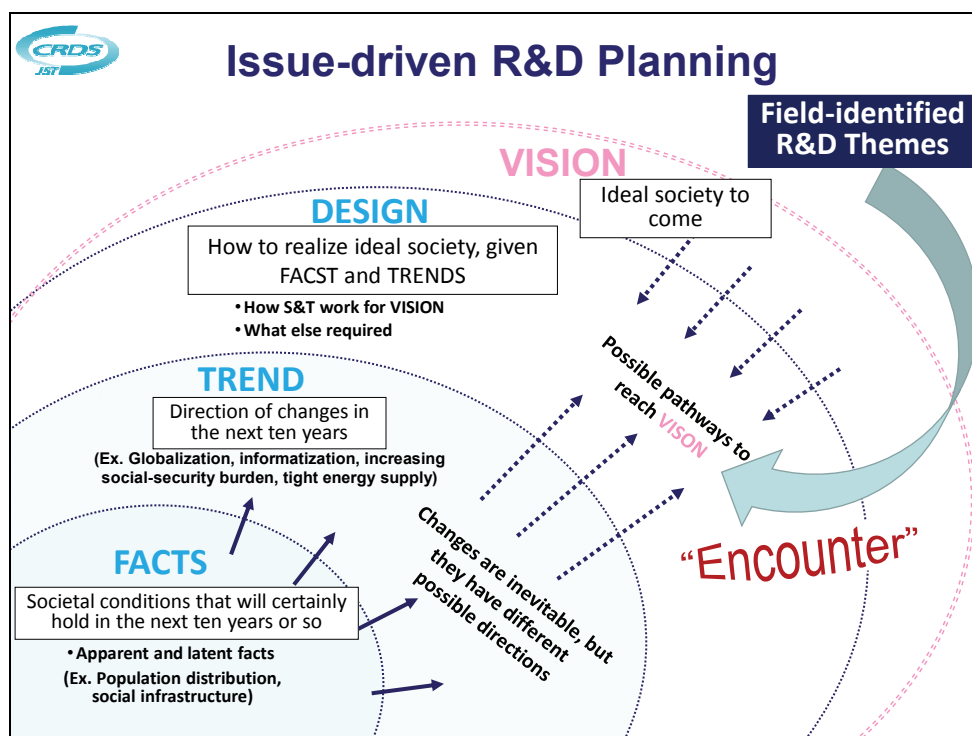 CRDS
JST
Issue-driven R&D Planning
Field-identified
R&D Themes
VISION
Ideal society to
come
DESIGN
How to realize ideal society, given
FACST and TRENDS
• How S&T work for VISION
• What else required
TREND
Direction of changes in
the next ten years
(Ex. Globalization, informatization, increasing
social-security burden, tight energy supply)
Possible pathways to
reach VISON
FACTS
Societal conditions that will certainly
hold in the next ten years or so
• Apparent and latent facts
(Ex. Population distribution,
social infrastructure)
Changes are inevitable, but
they have different
possible directions
“Encounter”